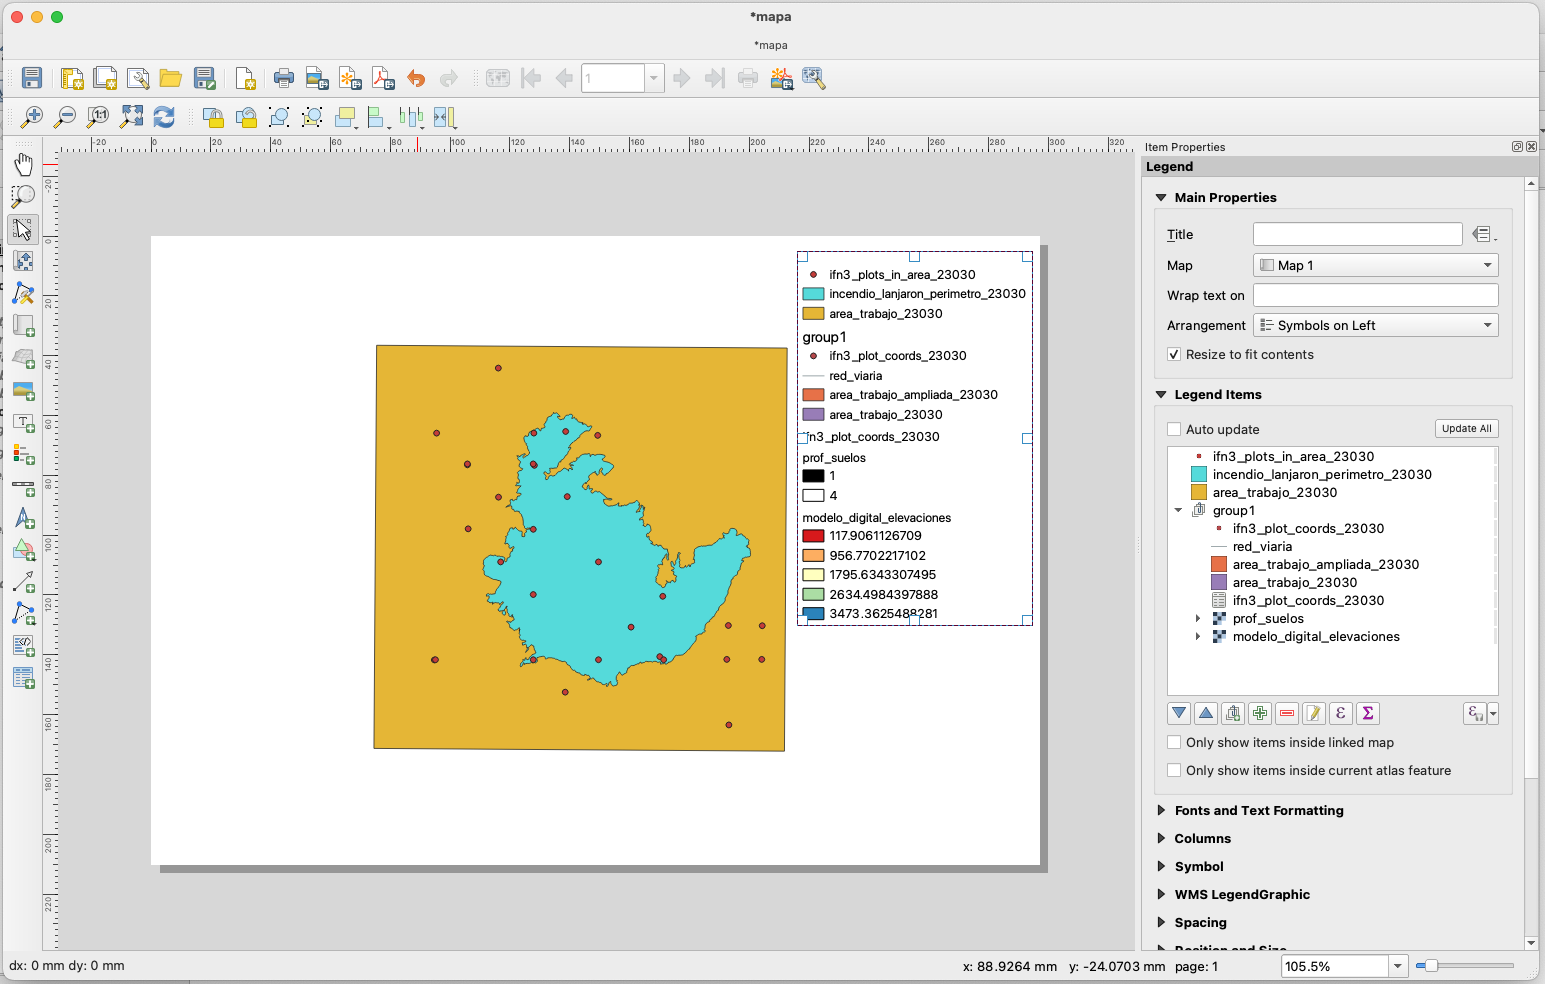 *mapa
*mapa
1
1:1
-20
0
20
40
60
80
100
120
140
160
180
200
220
240
260
280
300
320
-20
0
20
40
60
80
100
120
140
160
180
200
220
ifn3_plots_in_area_23030
incendio_lanjaron_perimetro_23030
area_trabajo_23030
group1
ifn3_plot_coords_23030
red_viaria
area_trabajo_ampliada_23030
area_trabajo_23030
ifn3_plot_coords_23030
prof_suelos
1
4
modelo_digital_elevaciones
117.9061126709
956.7702217102
1795.6343307495
2634.4984397888
3473.3625488281
Item Properties
Legend
Main Properties
Title
Map Map 1
Wrap text on
Arrangement Symbols on Left
Resize to fit contents
Legend Items
Auto update Update All
ifn3_plots_in_area_23030
incendio_lanjaron_perimetro_23030
area_trabajo_23030
group1
ifn3_plot_coords_23030
red_viaria
area_trabajo_ampliada_23030
area_trabajo_23030
ifn3_plot_coords_23030
prof_suelos
modelo_digital_elevaciones
ε Σ ε
Only show items inside linked map
Only show items inside current atlas feature
Fonts and Text Formatting
Columns
Symbol
WMS LegendGraphic
Spacing
Position and Size
dx: 0 mm dy: 0 mm x: 88.9264 mm y: -24.0703 mm page: 1 105.5%